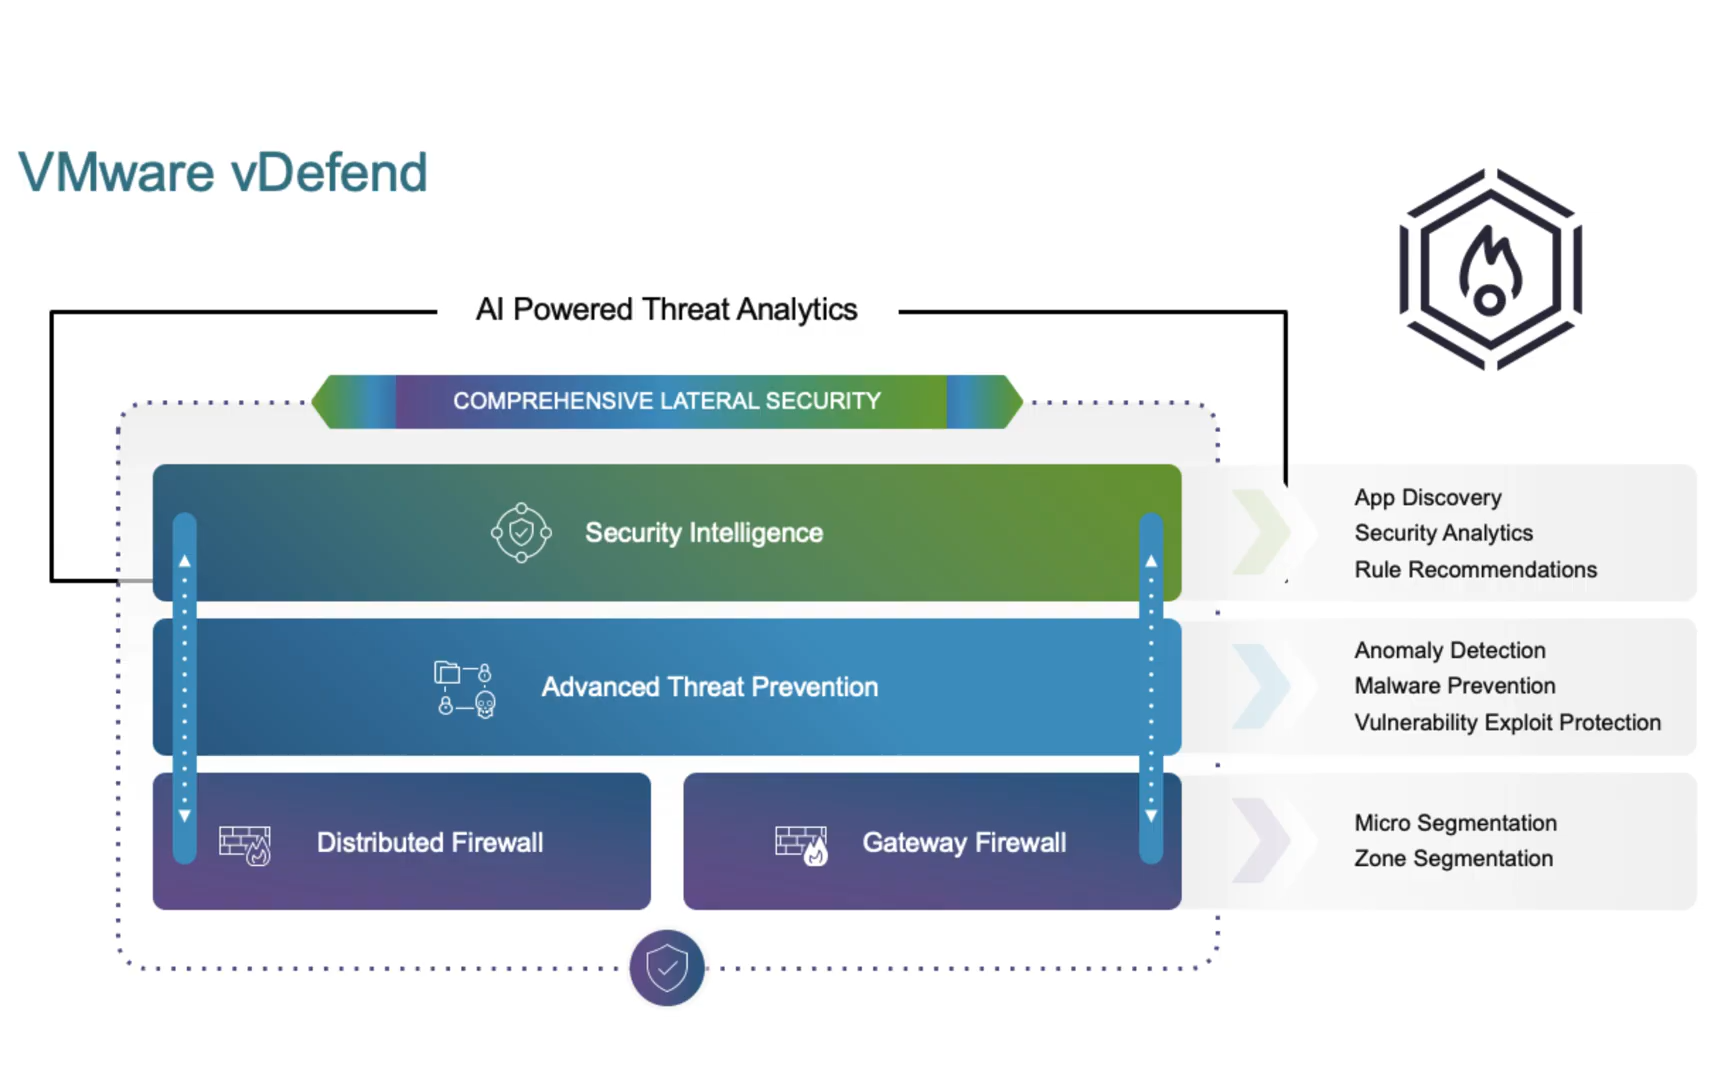 VMware vDefend
AI Powered Threat Analytics
COMPREHENSIVE LATERAL SECURITY
Security Intelligence
App Discovery
Security Analytics
Rule Recommendations
Advanced Threat Prevention
Anomaly Detection
Malware Prevention
Vulnerability Exploit Protection
Distributed Firewall
Gateway Firewall
Micro Segmentation
Zone Segmentation